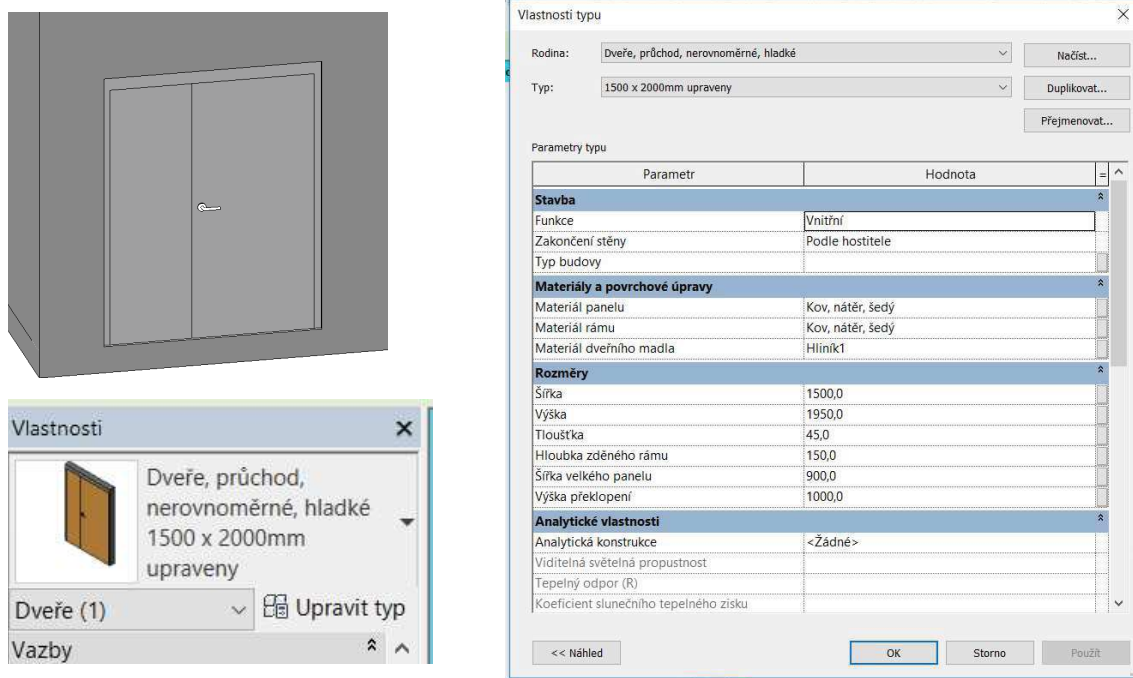 Vlastnosti
Dveře, průchod,
nerovnoměrné, hladké
1500 x 2000mm
upraveny
Dveře (1)
Upravit typ
Vazby
Vlastnosti typu
Rodina:
Dveře, průchod, nerovnoměrné, hladké
Načíst...
Typ:
1500 x 2000mm upraveny
Duplikovat...
Přejmenovat...
Parametry typu
Parametr Hodnota =
Stavba
Funkce Vnitřní
Zakončení stěny Podle hostitele
Typ budovy
Materiály a povrchové úpravy
Materiál panelu Kov, nátěr, šedý
Materiál rámu Kov, nátěr, šedý
Materiál dveřního madla Hliník1
Rozměry
Šířka 1500,0
Výška 1950,0
Tloušťka 45,0
Hloubka zděného rámu 150,0
Šířka velkého panelu 900,0
Výška překlopení 1000,0
Analytické vlastnosti
Analytická konstrukce <Žádné>
Viditelná světelná propustnost
Tepelný odpor (R)
Koeficient slunečního tepelného zisku
<< Náhled
OK
Storno
Použít